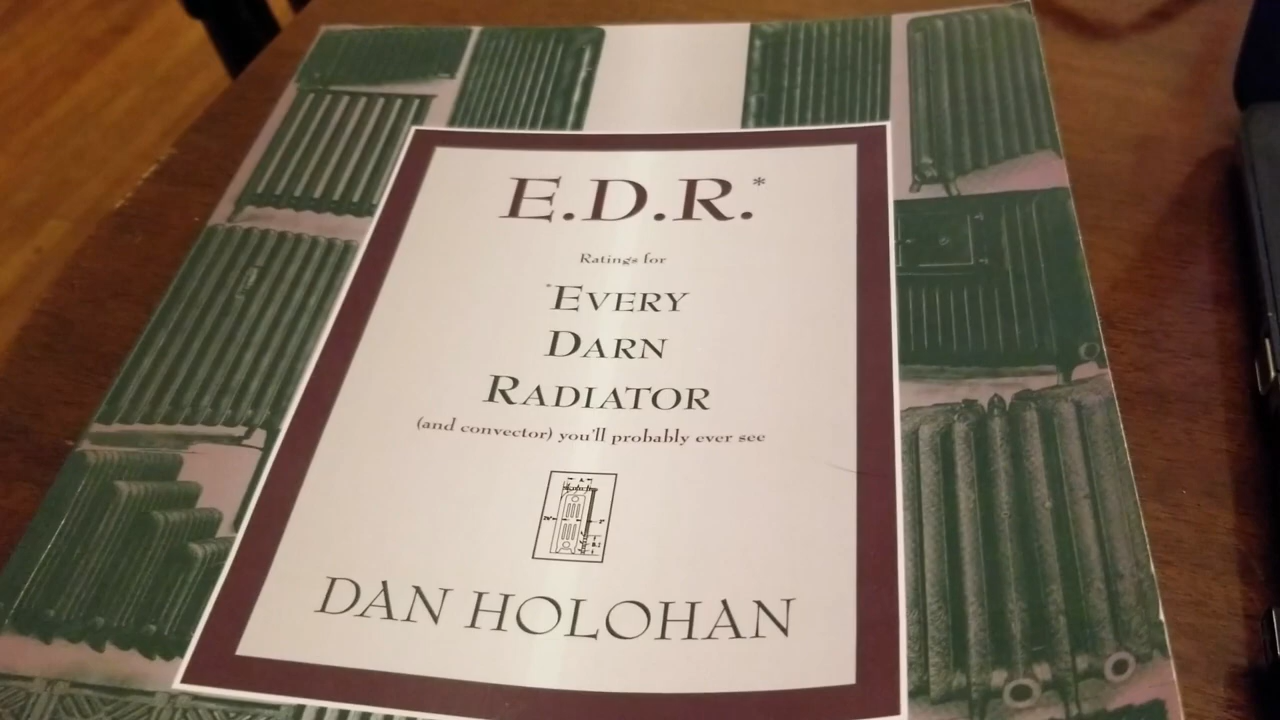 E.D.R.*
Ratings for
*EVERY
DARN
RADIATOR
(and convector) you'll probably ever see
DAN HOLOHAN